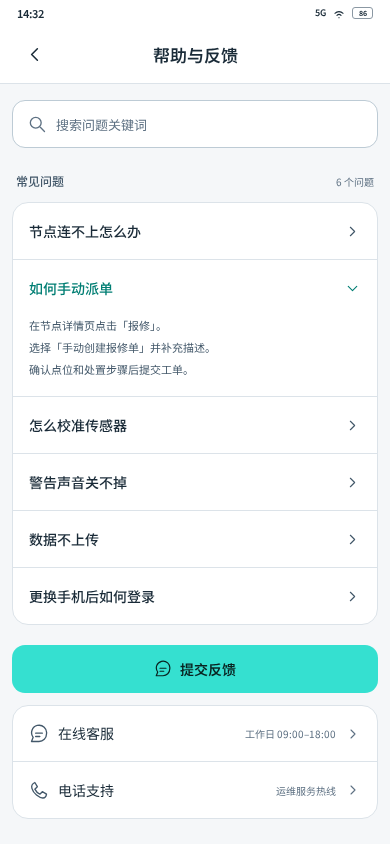 14:32
5G
86
帮助与反馈
搜索问题关键词
常见问题
6 个问题
节点连不上怎么办
如何手动派单
在节点详情页点击「报修」。
选择「手动创建报修单」并补充描述。
确认点位和处置步骤后提交工单。
怎么校准传感器
警告声音关不掉
数据不上传
更换手机后如何登录
提交反馈
在线客服
工作日 09:00–18:00
电话支持
运维服务热线